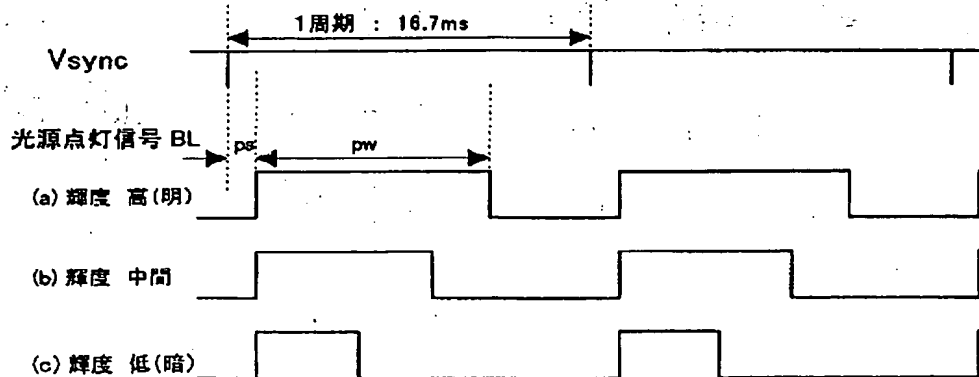 1周期 : 16.7ms
Vsync
光源点灯信号 BL
ps
pw
(a) 輝度 高(明)
(b) 輝度 中間
(c) 輝度 低(暗)